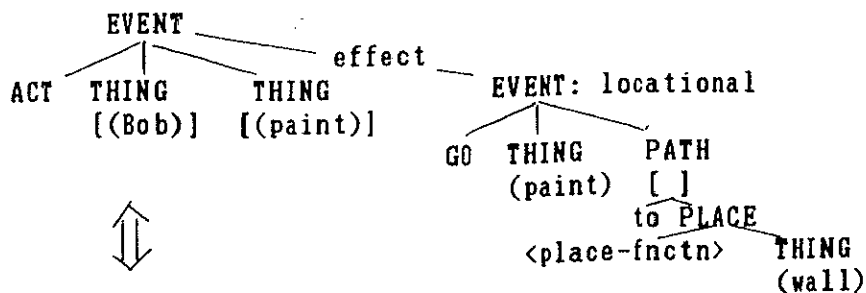 EVENT
effect
ACT THING THING EVENT: locational
[(Bob)] [(paint)]
GO THING PATH
(paint) [ ]
to PLACE
<place-fnctn> THING
(wall)